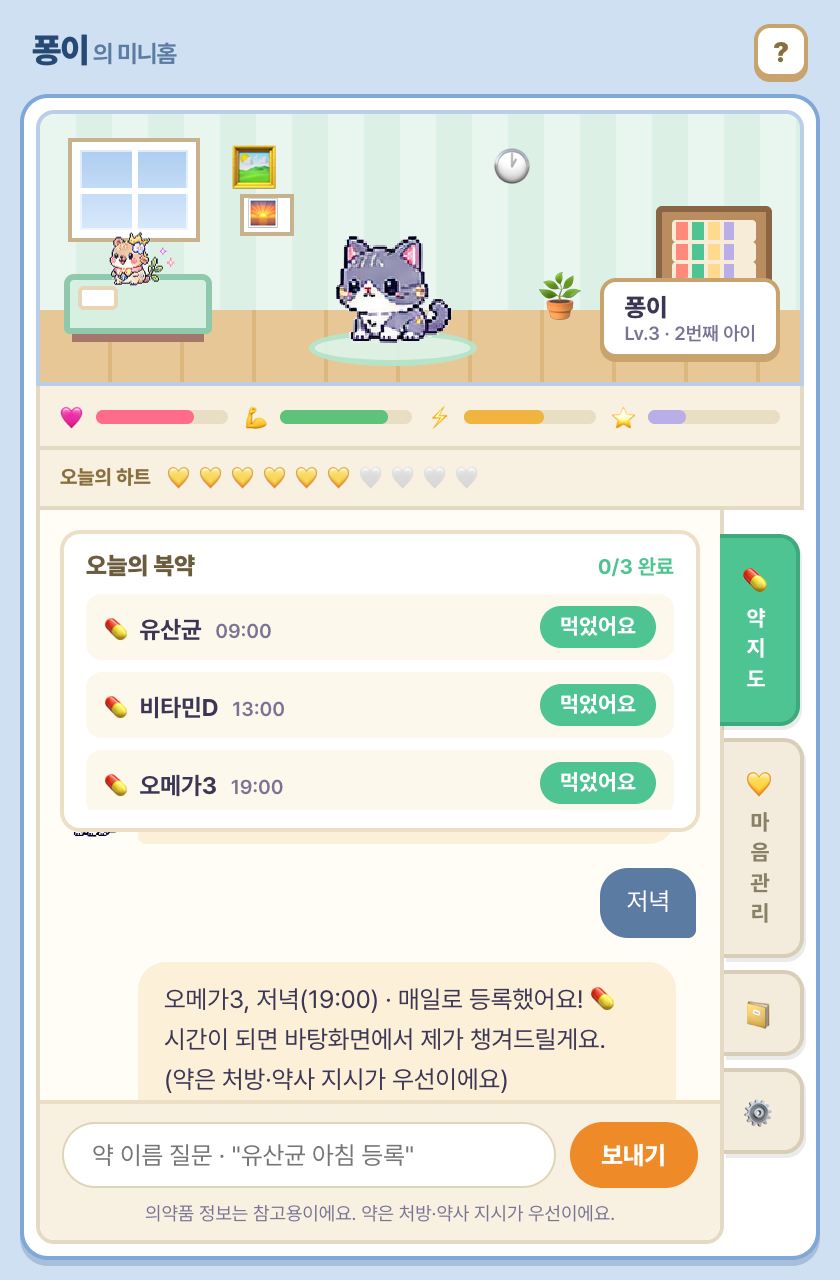 퐁이의 미니홈
?
퐁이
Lv.3 · 2번째 아이
오늘의 하트
오늘의 복약
0/3 완료
유산균 09:00
먹었어요
비타민D 13:00
먹었어요
오메가3 19:00
먹었어요
저녁
오메가3, 저녁(19:00) · 매일로 등록했어요!
시간이 되면 바탕화면에서 제가 챙겨드릴게요.
(약은 처방·약사 지시가 우선이에요)
약 이름 질문 · "유산균 아침 등록"
보내기
의약품 정보는 참고용이에요. 약은 처방·약사 지시가 우선이에요.
약지도
마음관리